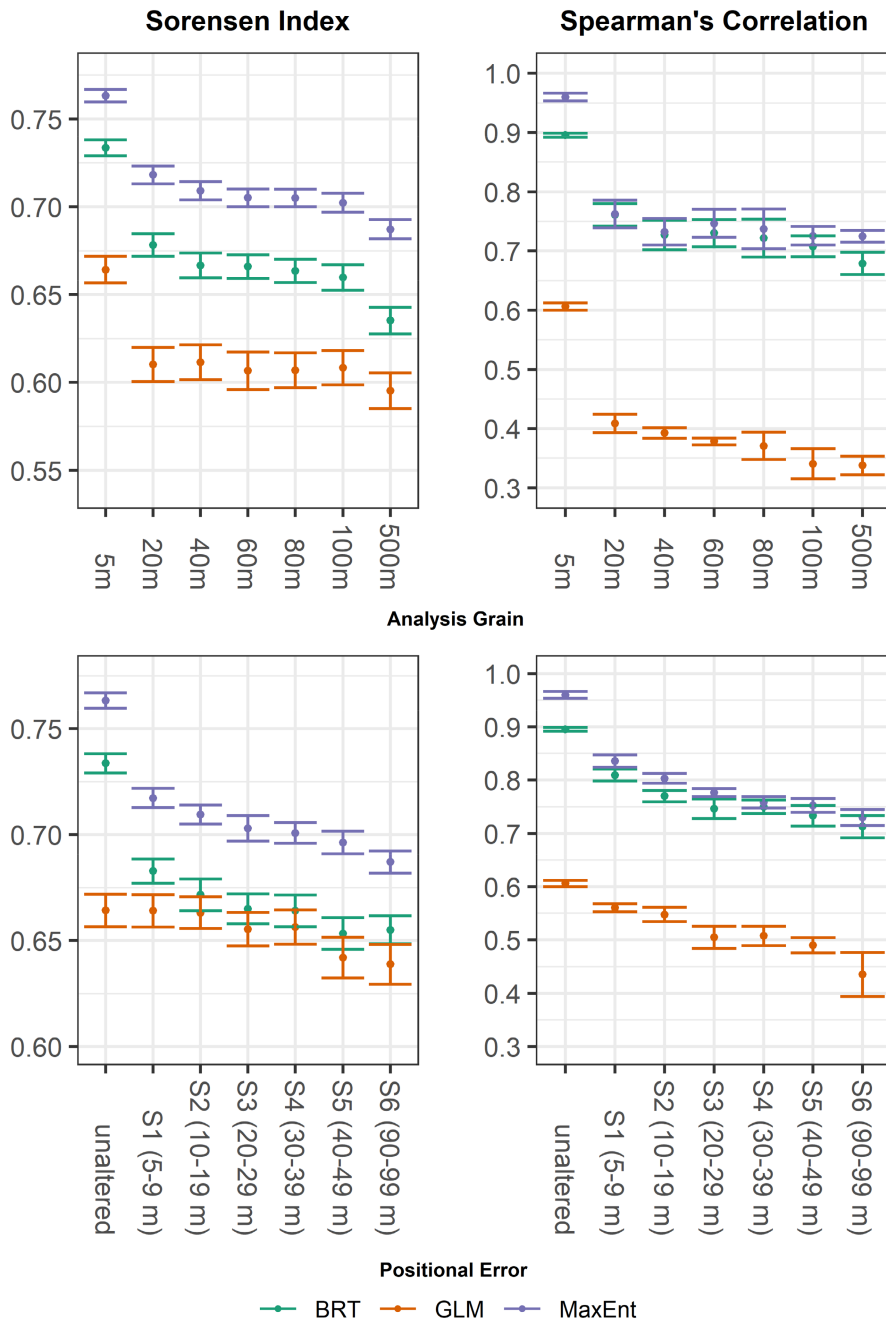 Sorensen Index
Spearman's Correlation
0.75
0.70
0.65
0.60
0.55
1.0
0.9
0.8
0.7
0.6
0.5
0.4
0.3
5m
20m
40m
60m
80m
100m
500m
5m
20m
40m
60m
80m
100m
500m
Analysis Grain
0.75
0.70
0.65
0.60
1.0
0.9
0.8
0.7
0.6
0.5
0.4
0.3
unaltered
S1 (5-9 m)
S2 (10-19 m)
S3 (20-29 m)
S4 (30-39 m)
S5 (40-49 m)
S6 (90-99 m)
unaltered
S1 (5-9 m)
S2 (10-19 m)
S3 (20-29 m)
S4 (30-39 m)
S5 (40-49 m)
S6 (90-99 m)
Positional Error
BRT GLM MaxEnt